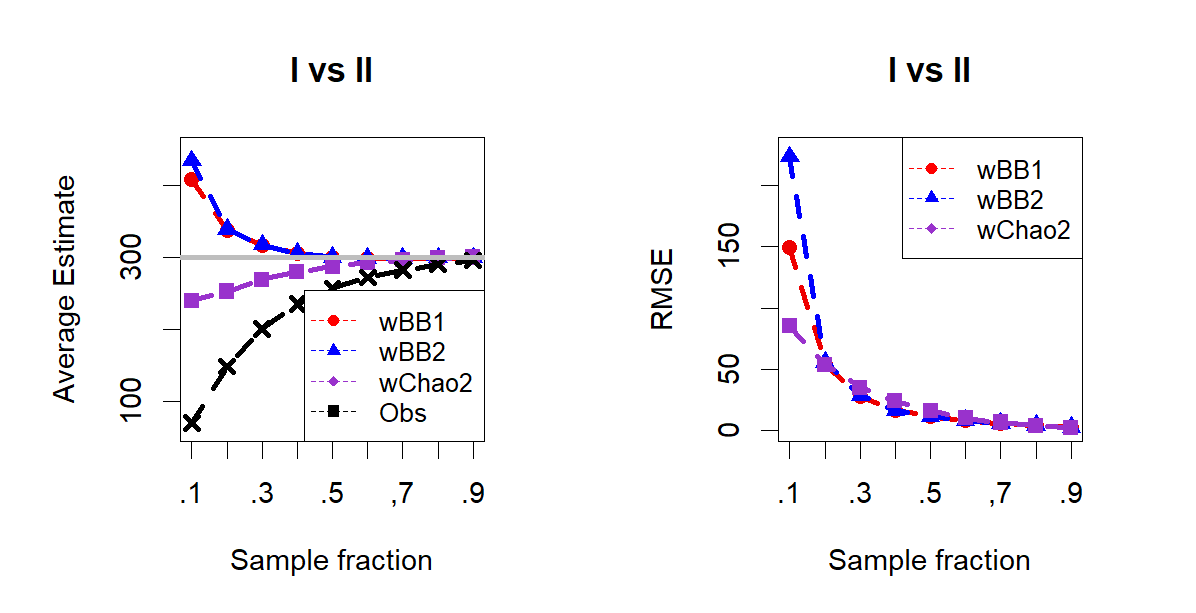 I vs II
Average Estimate
300
100
wBB1
wBB2
wChao2
Obs
.1 .3 .5 ,7 .9
Sample fraction
I vs II
RMSE
150
50
0
wBB1
wBB2
wChao2
.1 .3 .5 ,7 .9
Sample fraction